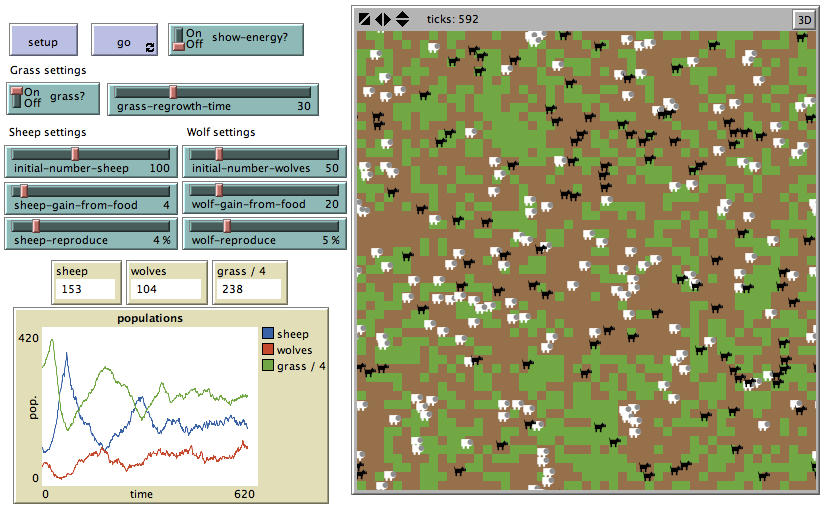 setup
go
On
Off
show-energy?
Grass settings
On
Off
grass?
grass-regrowth-time 30
Sheep settings
Wolf settings
initial-number-sheep 100
initial-number-wolves 50
sheep-gain-from-food 4
wolf-gain-from-food 20
sheep-reproduce 4 %
wolf-reproduce 5 %
sheep
153
wolves
104
grass / 4
238
populations
420
pop.
0
0
time
620
sheep
wolves
grass / 4
ticks: 592
3D